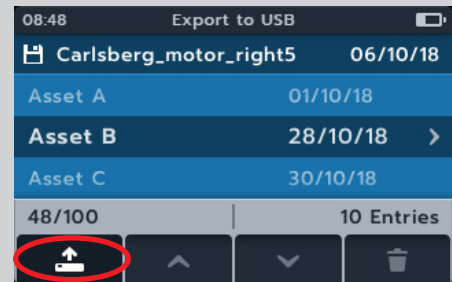 08:48 Export to USB
Carlsberg_motor_right5 06/10/18
Asset A 01/10/18
Asset B 28/10/18
Asset C 30/10/18
48/100 10 Entries